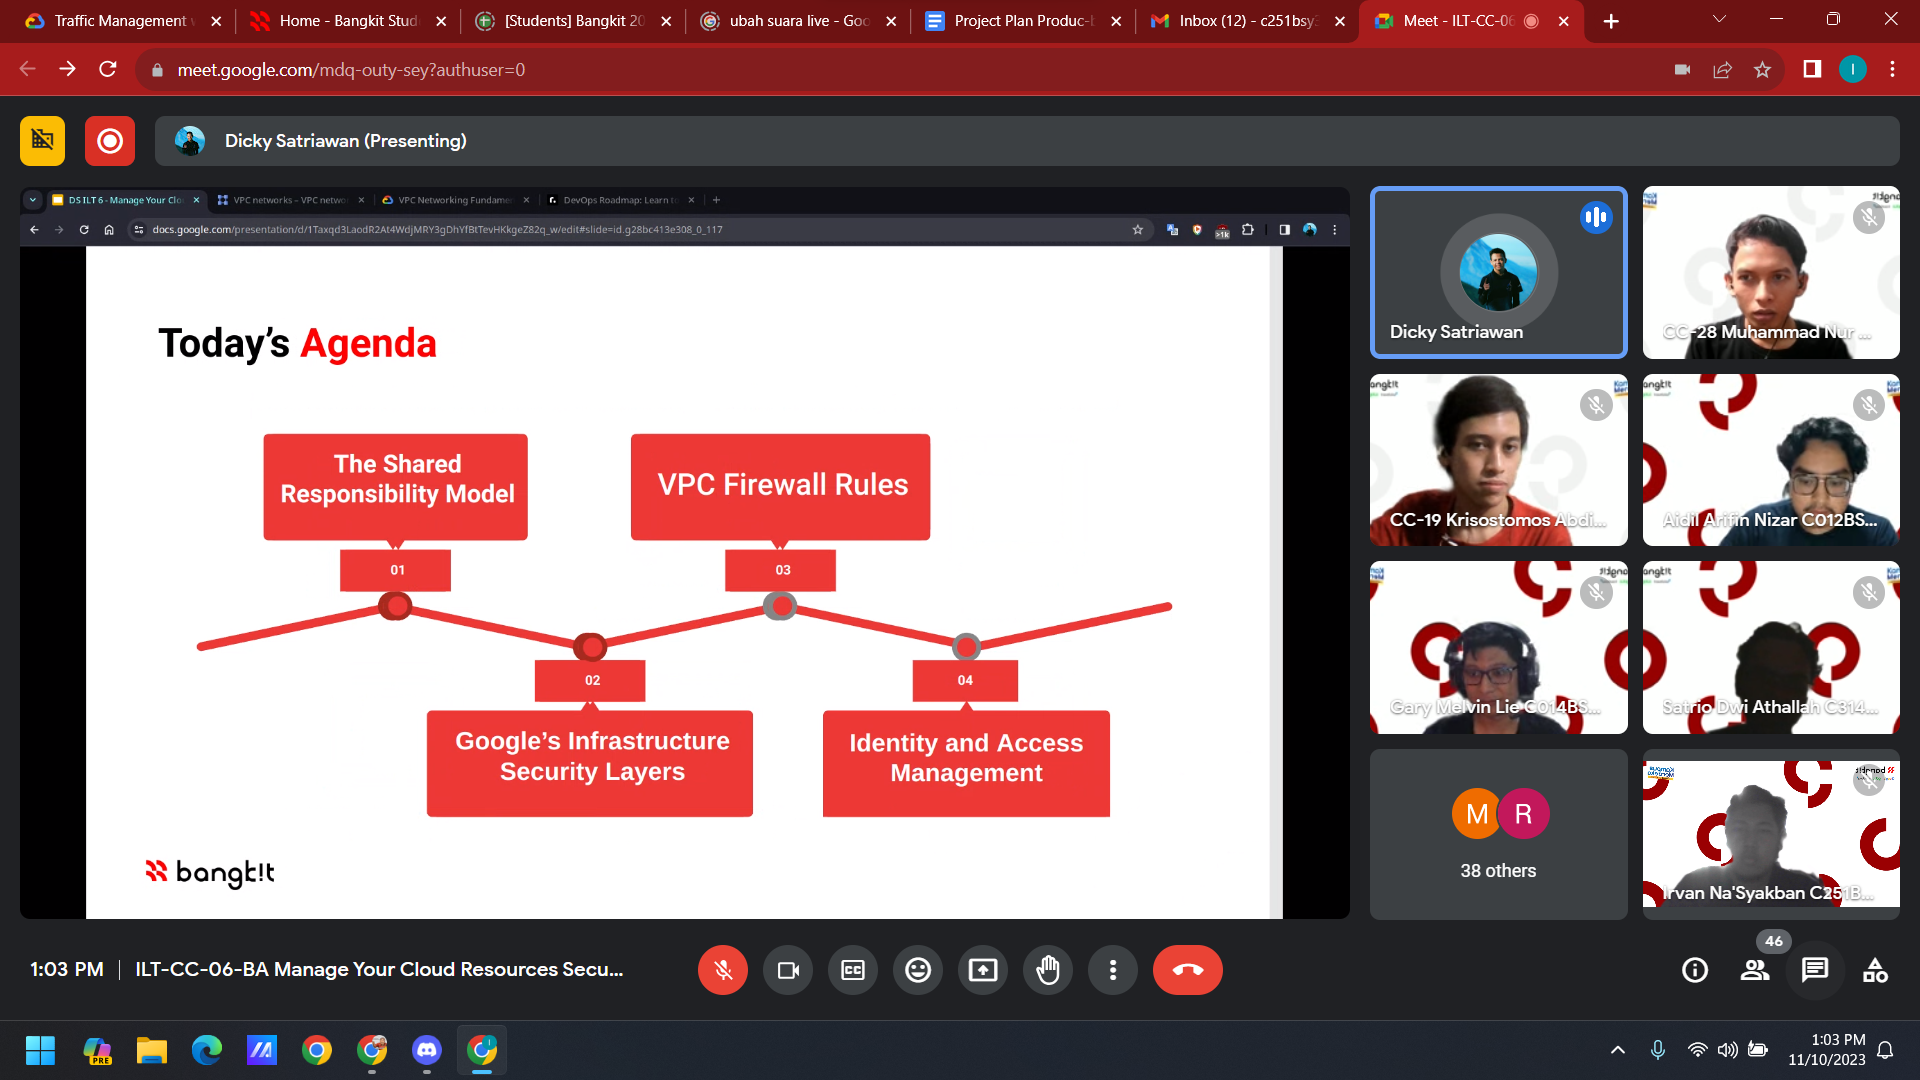 Traffic Management
Home - Bangkit Stud
[Students] Bangkit 20
ubah suara live - Goo
Project Plan Produc-b
Inbox (12) - c251bsy
Meet - ILT-CC-06
meet.google.com/mdq-outy-sey?authuser=0
I
Dicky Satriawan (Presenting)
DS ILT 6 - Manage Your Clo
VPC networks – VPC networ
VPC Networking Fundamen
DevOps Roadmap: Learn to
docs.google.com/presentation/d/1Taxqd3LaodR2At4WdjMRY3gDhYfBtTevHKkgeZ82q_w/edit#slide=id.g28bc413e308_0_117
Today's Agenda
The Shared
Responsibility Model
01
VPC Firewall Rules
03
02
Google's Infrastructure
Security Layers
04
Identity and Access
Management
bangk!t
Dicky Satriawan
CC-28 Muhammad Nur ...
CC-19 Krisostomos Abdi...
Aidil Arifin Nizar C012BS...
Gary Melvin Lie C014BS...
Satrio Dwi Athallah C314...
M R
38 others
Irvan Na'Syakban C251B...
1:03 PM
ILT-CC-06-BA Manage Your Cloud Resources Secu...
CC
46
PRE
1:03 PM
11/10/2023